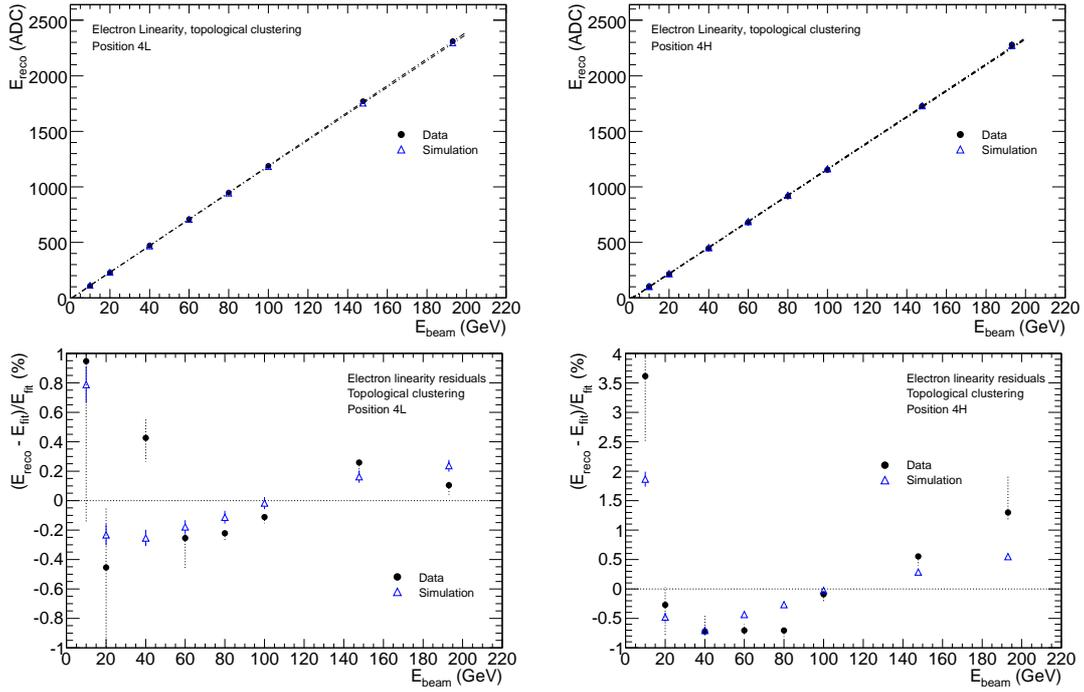 E_reco (ADC)
2500
2000
1500
1000
500
0
Electron Linearity, topological clustering
Position 4L
Data
Simulation
0 20 40 60 80 100 120 140 160 180 200 220
E_beam (GeV)
E_reco (ADC)
2500
2000
1500
1000
500
0
Electron Linearity, topological clustering
Position 4H
Data
Simulation
0 20 40 60 80 100 120 140 160 180 200 220
E_beam (GeV)
(E_reco - E_fit)/E_fit (%)
1
0.8
0.6
0.4
0.2
0
-0.2
-0.4
-0.6
-0.8
-1
Electron linearity residuals
Topological clustering
Position 4L
Data
Simulation
0 20 40 60 80 100 120 140 160 180 200 220
E_beam (GeV)
(E_reco - E_fit)/E_fit (%)
4
3.5
3
2.5
2
1.5
1
0.5
0
-0.5
-1
Electron linearity residuals
Topological clustering
Position 4H
Data
Simulation
0 20 40 60 80 100 120 140 160 180 200 220
E_beam (GeV)